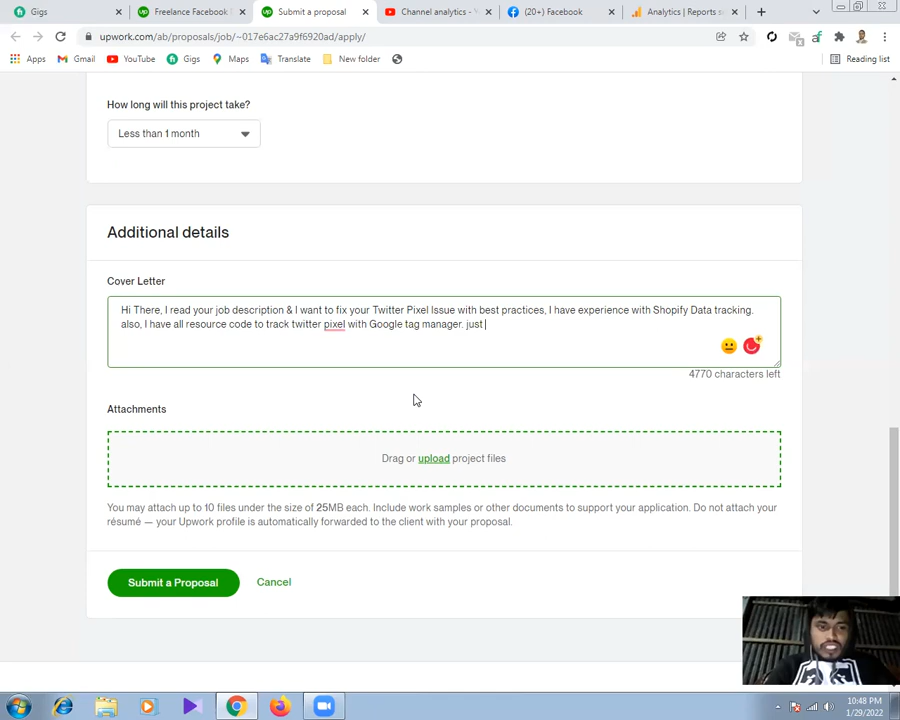 Gigs
Freelance Facebook
Submit a proposal
Channel analytics -
(20+) Facebook
Analytics | Reports s
upwork.com/ab/proposals/job/~017e6ac27a9f6920ad/apply/
Apps
Gmail
YouTube
Gigs
Maps
Translate
New folder
Reading list
How long will this project take?
Less than 1 month
Additional details
Cover Letter
Hi There, I read your job description & I want to fix your Twitter Pixel Issue with best practices, I have experience with Shopify Data tracking.
also, I have all resource code to track twitter pixel with Google tag manager. just
4770 characters left
Attachments
Drag or upload project files
You may attach up to 10 files under the size of 25MB each. Include work samples or other documents to support your application. Do not attach your
résumé — your Upwork profile is automatically forwarded to the client with your proposal.
Submit a Proposal
Cancel
10:48 PM
1/29/2022